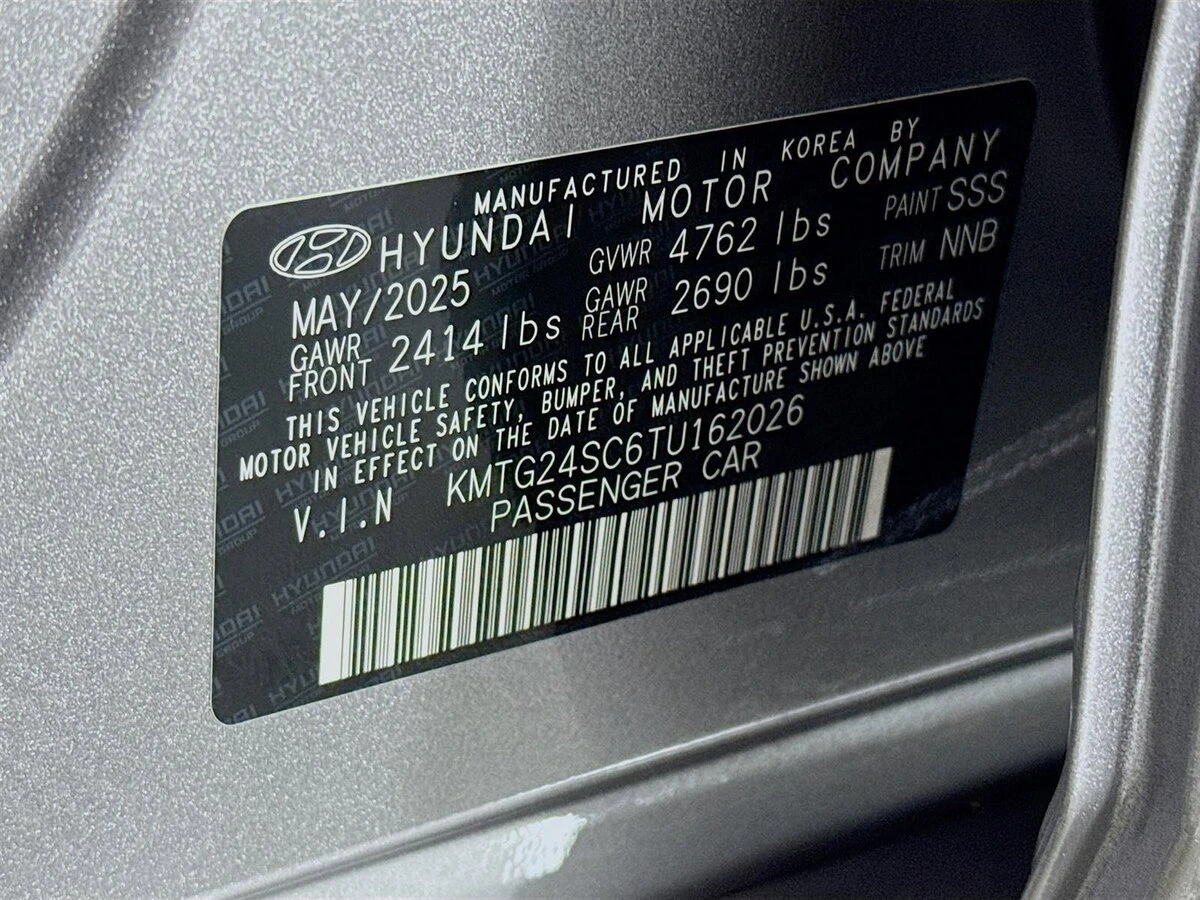 MANUFACTURED IN KOREA BY
HYUNDAI MOTOR COMPANY
MAY/2025 GVWR 4762 lbs PAINT SSS
GAWR FRONT 2414 lbs GAWR REAR 2690 lbs TRIM NNB
THIS VEHICLE CONFORMS TO ALL APPLICABLE U.S.A. FEDERAL
MOTOR VEHICLE SAFETY, BUMPER, AND THEFT PREVENTION STANDARDS
IN EFFECT ON THE DATE OF MANUFACTURE SHOWN ABOVE
V.I.N KMTG24SC6TU162026
PASSENGER CAR